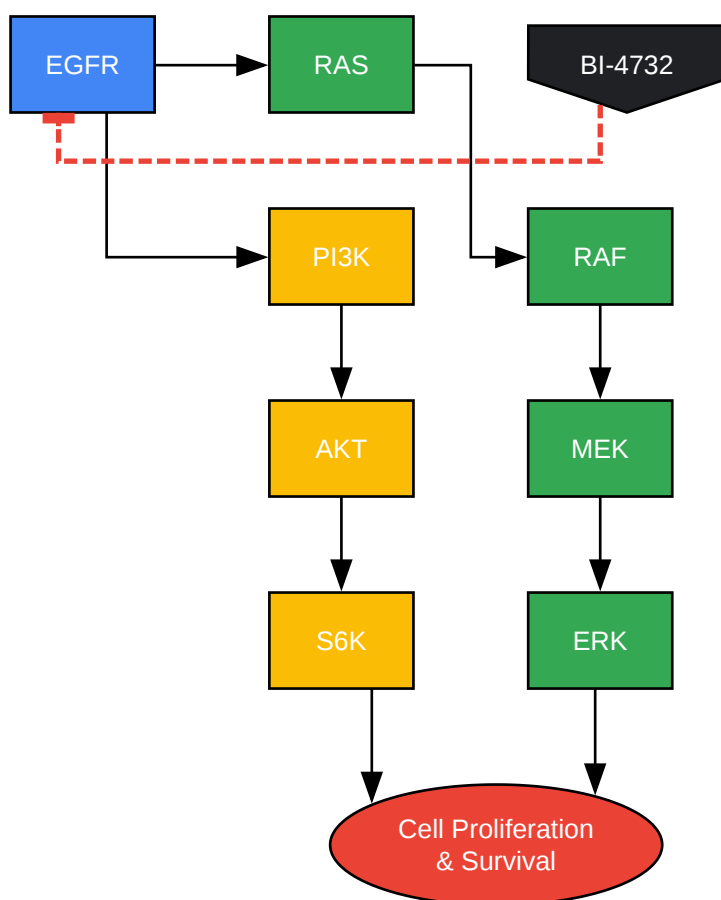 EGFR
RAS
BI-4732
PI3K
RAF
AKT
MEK
S6K
ERK
Cell Proliferation
& Survival